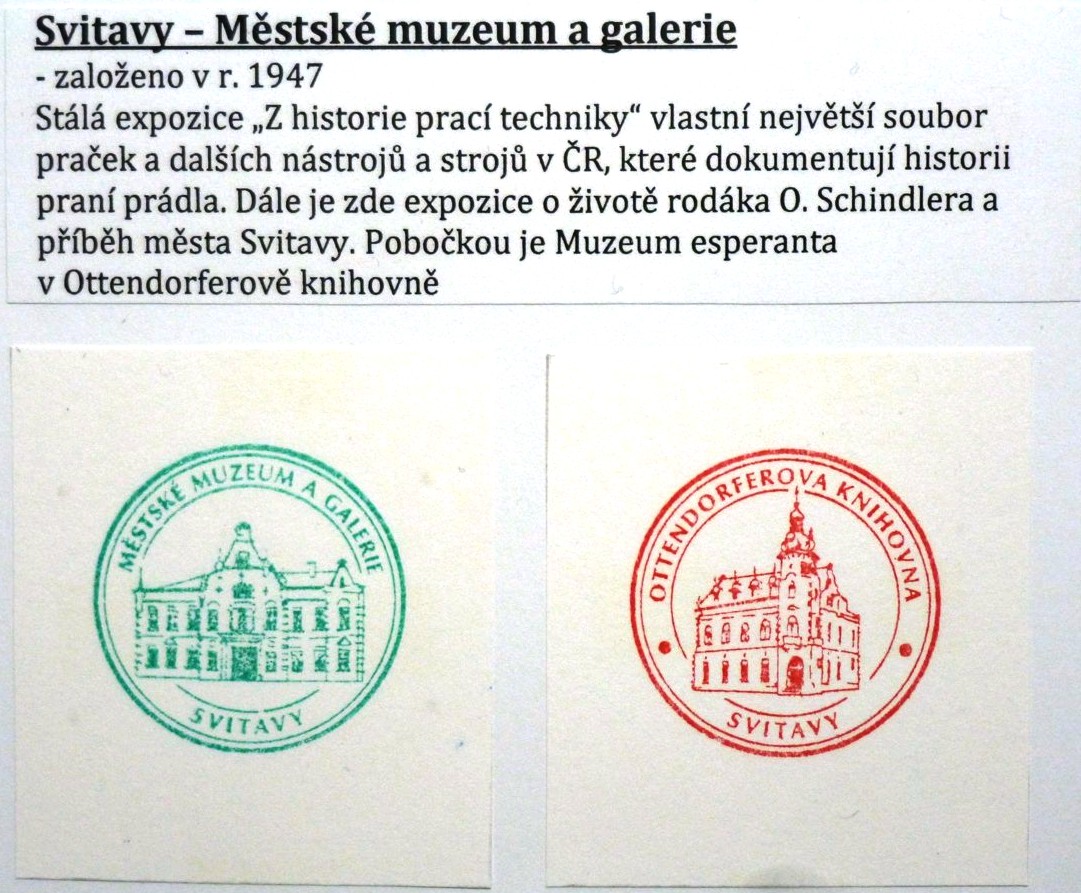 Svitavy – Městské muzeum a galerie
- založeno v r. 1947
Stálá expozice „Z historie prací techniky“ vlastní největší soubor
praček a dalších nástrojů a strojů v ČR, které dokumentují historii
praní prádla. Dále je zde expozice o životě rodáka O. Schindlera a
příběh města Svitavy. Pobočkou je Muzeum esperanta
v Ottendorferově knihovně
MĚSTSKÉ MUZEUM A GALERIE
SVITAVY
OTTENDORFEROVA KNIHOVNA
SVITAVY